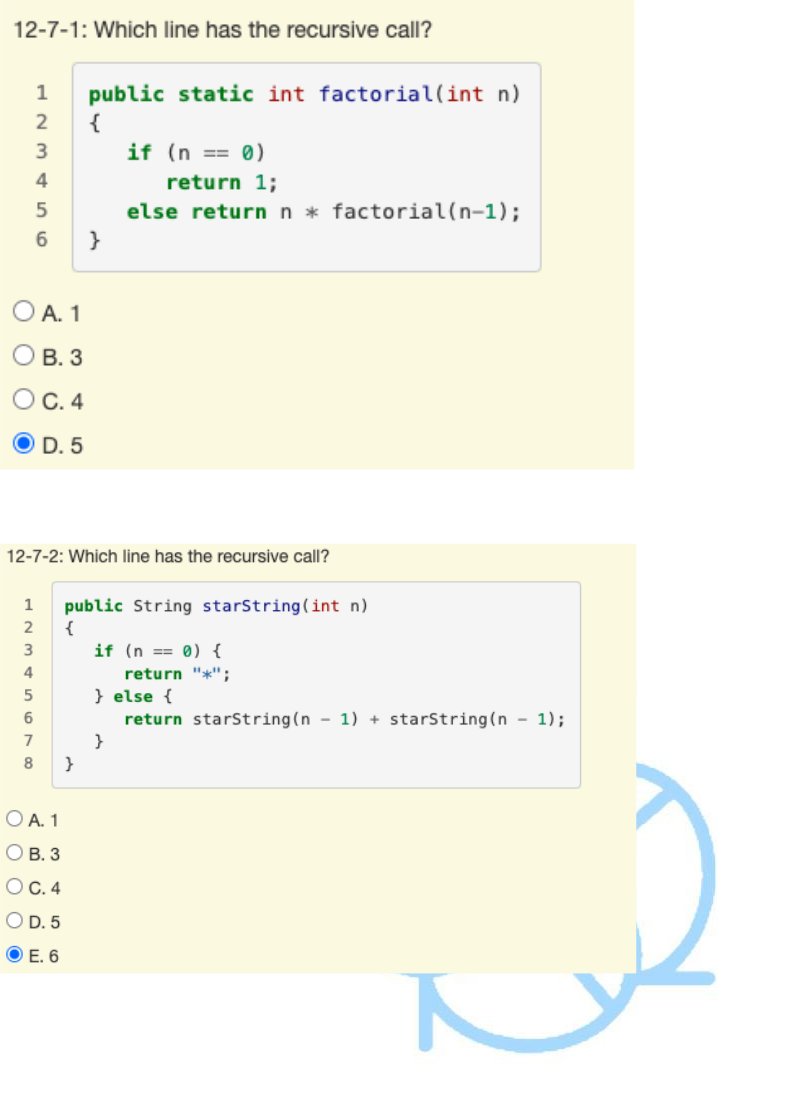 12-7-1: Which line has the recursive call?
1 public static int factorial(int n)
2 {
3 if (n == 0)
4 return 1;
5 else return n * factorial(n-1);
6 }
A. 1
B. 3
C. 4
D. 5
12-7-2: Which line has the recursive call?
1 public String starString(int n)
2 {
3 if (n == 0) {
4 return "*";
5 } else {
6 return starString(n - 1) + starString(n - 1);
7 }
8 }
A. 1
B. 3
C. 4
D. 5
E. 6